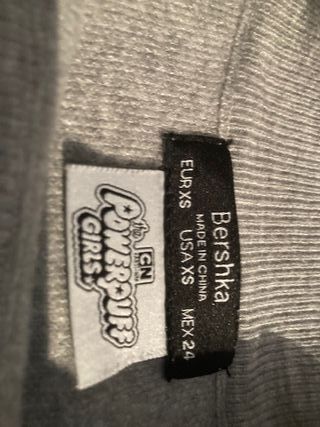 Bershka
MADE IN CHINA
EUR XS USA XS MEX 24
CN
the
POWERPUFF
GIRLS